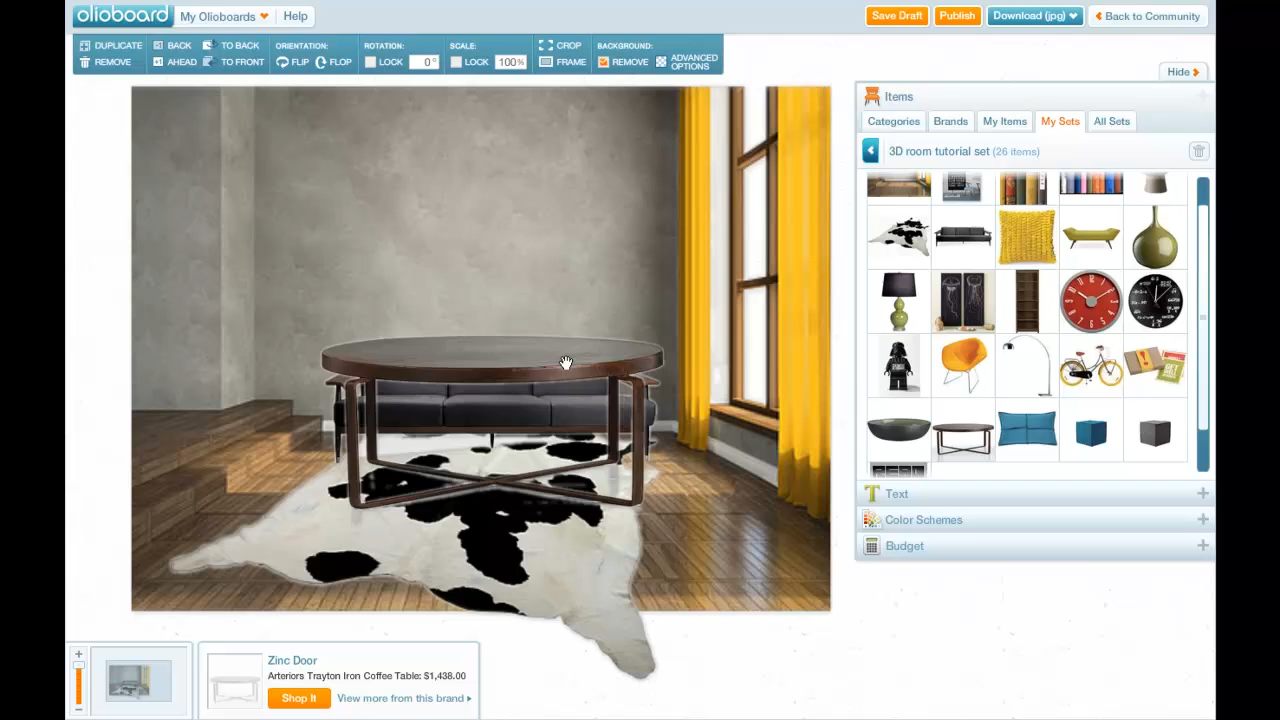 olioboard
My Olioboards
Help
Save Draft
Publish
Download (jpg)
Back to Community
DUPLICATE
BACK
TO BACK
ORIENTATION:
ROTATION:
SCALE:
CROP
BACKGROUND:
REMOVE
AHEAD
TO FRONT
FLIP
FLOP
LOCK
0°
LOCK
100%
FRAME
REMOVE
ADVANCED
OPTIONS
Hide
Items
Categories
Brands
My Items
My Sets
All Sets
3D room tutorial set (26 items)
Text
Color Schemes
Budget
Zinc Door
Arteriors Trayton Iron Coffee Table: $1,438.00
Shop It
View more from this brand